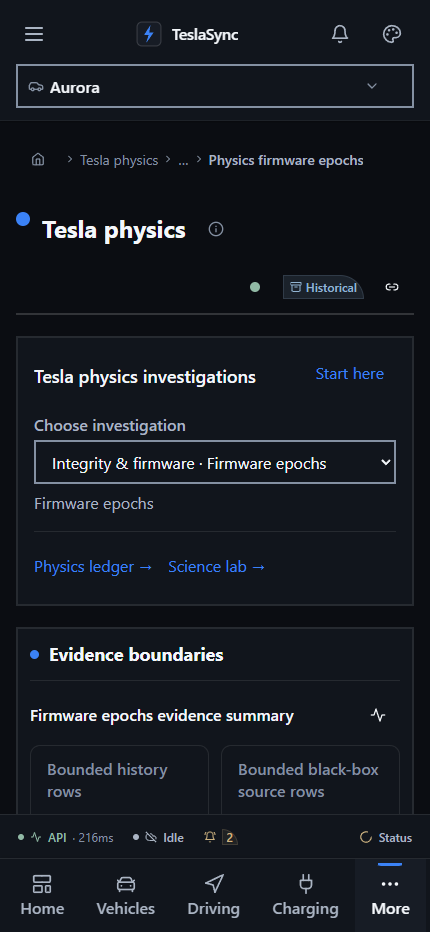 TeslaSync
Aurora
Tesla physics
...
Physics firmware epochs
Tesla physics
Historical
Tesla physics investigations
Start here
Choose investigation
Integrity & firmware · Firmware epochs
Firmware epochs
Physics ledger →
Science lab →
Evidence boundaries
Firmware epochs evidence summary
Bounded history
rows
Bounded black-box
source rows
API · 216ms
Idle
2
Status
Home
Vehicles
Driving
Charging
More